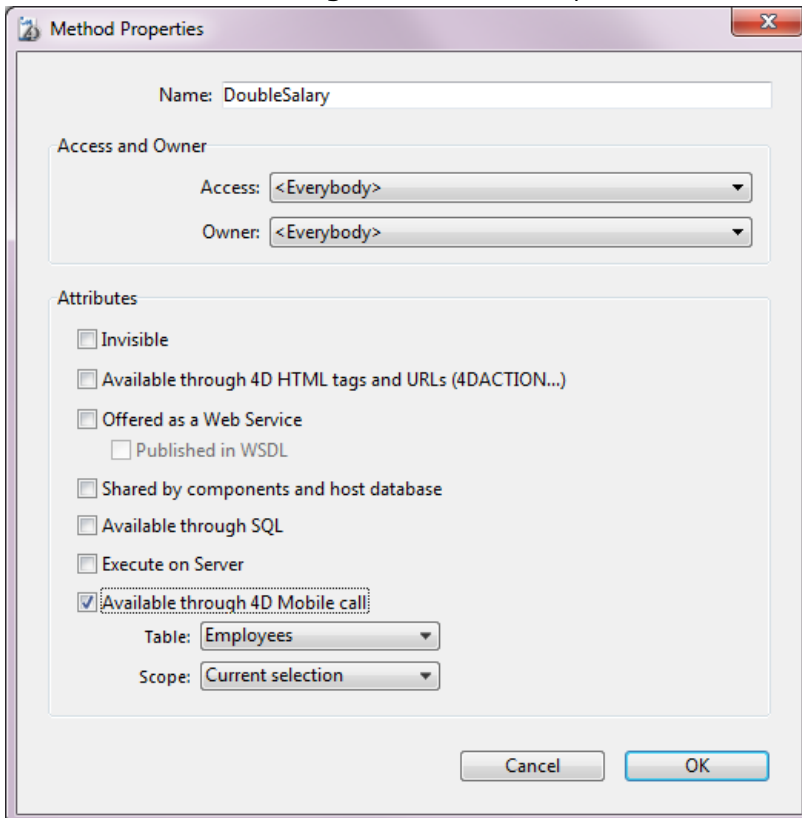 Method Properties
Name: DoubleSalary
Access and Owner
Access: <Everybody>
Owner: <Everybody>
Attributes
Invisible
Available through 4D HTML tags and URLs (4DACTION...)
Offered as a Web Service
Published in WSDL
Shared by components and host database
Available through SQL
Execute on Server
Available through 4D Mobile call
Table: Employees
Scope: Current selection
Cancel OK